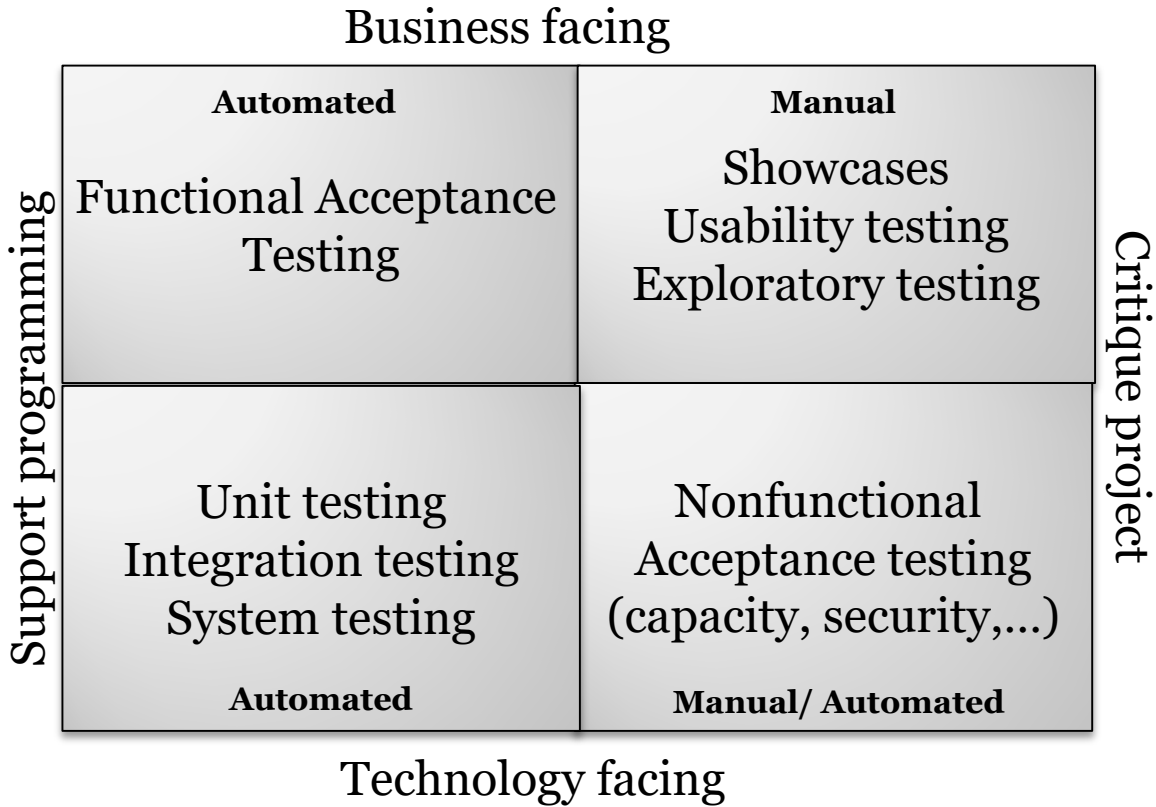 Business facing
Automated
Functional Acceptance
Testing
Manual
Showcases
Usability testing
Exploratory testing
Support programming
Critique project
Unit testing
Integration testing
System testing
Automated
Nonfunctional
Acceptance testing
(capacity, security,...)
Manual/ Automated
Technology facing